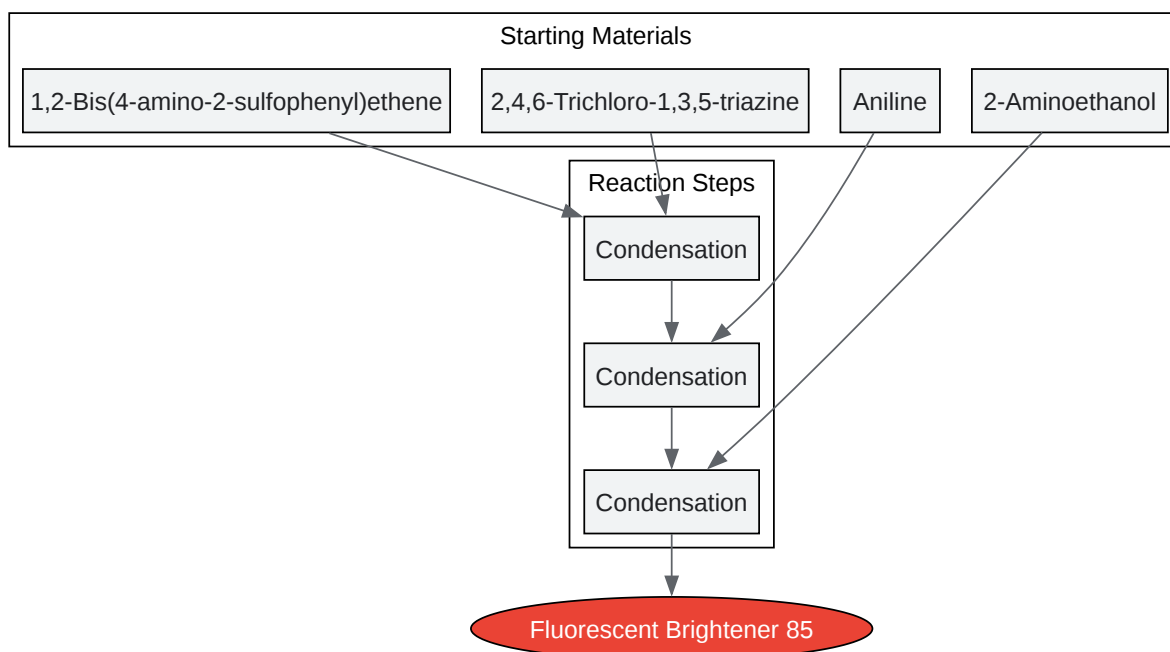 Starting Materials
1,2-Bis(4-amino-2-sulfophenyl)ethene
2,4,6-Trichloro-1,3,5-triazine
Aniline
2-Aminoethanol
Reaction Steps
Condensation
Condensation
Condensation
Fluorescent Brightener 85